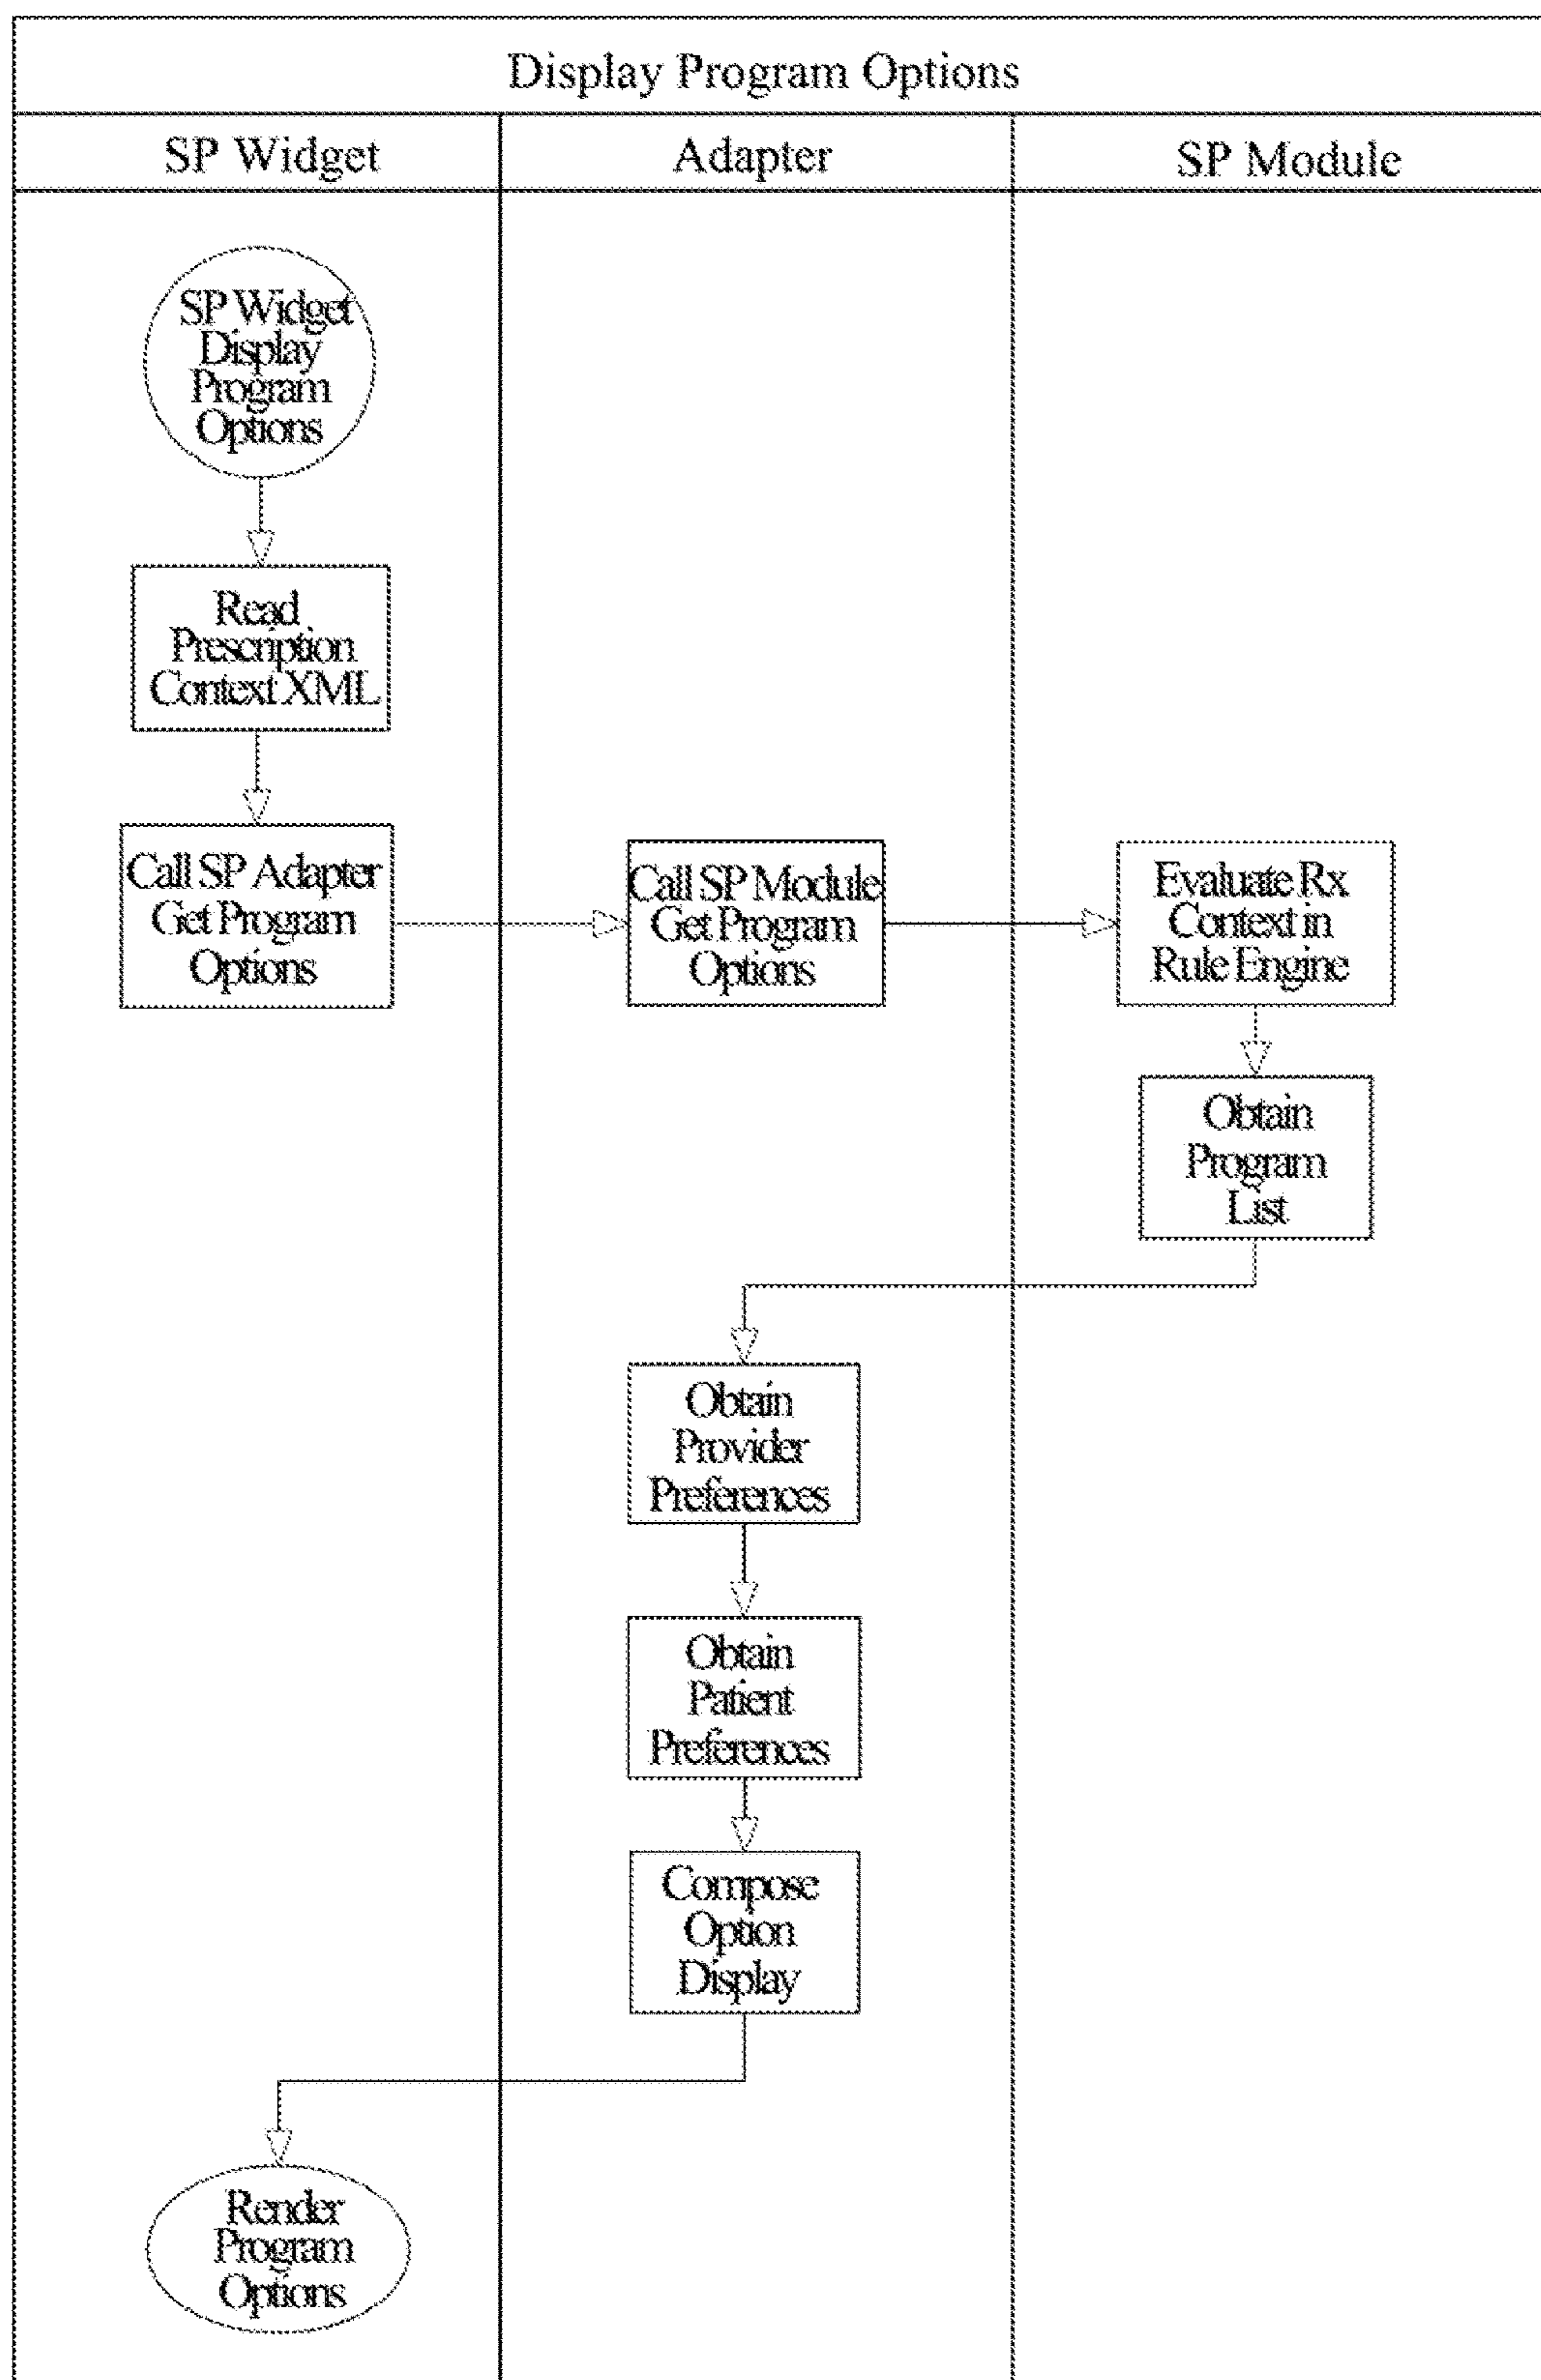 Display Program Options
SP Widget
Adapter
SP Module
SP Widget
Display
Program
Options
Read
Prescription
Context XML
Call SP Adapter
Get Program
Options
Call SP Module
Get Program
Options
Evaluate Rx
Context in
Rule Engine
Obtain
Program
List
Obtain
Provider
Preferences
Obtain
Patient
Preferences
Compose
Option
Display
Render
Program
Options